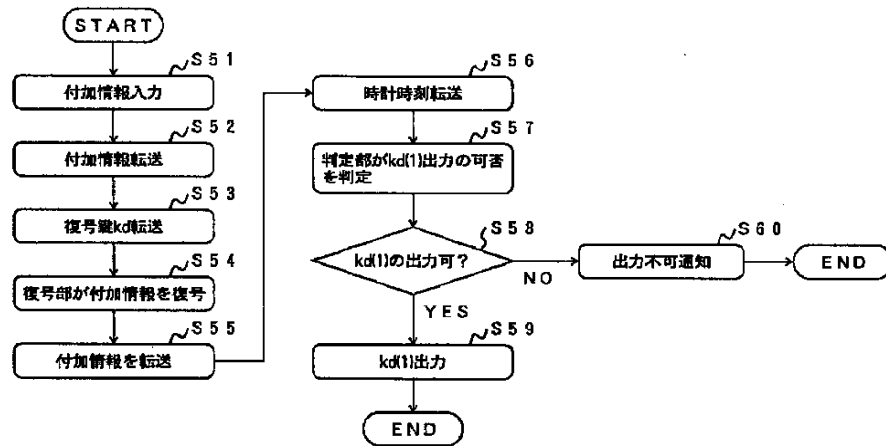 START
S51
付加情報入力
S52
付加情報転送
S53
復号鍵kd転送
S54
復号部が付加情報を復号
S55
付加情報を転送
S56
時計時刻転送
S57
判定部がkd(1)出力の可否
を判定
S58
kd(1)の出力可?
NO
S60
出力不可通知
END
YES
S59
kd(1)出力
END